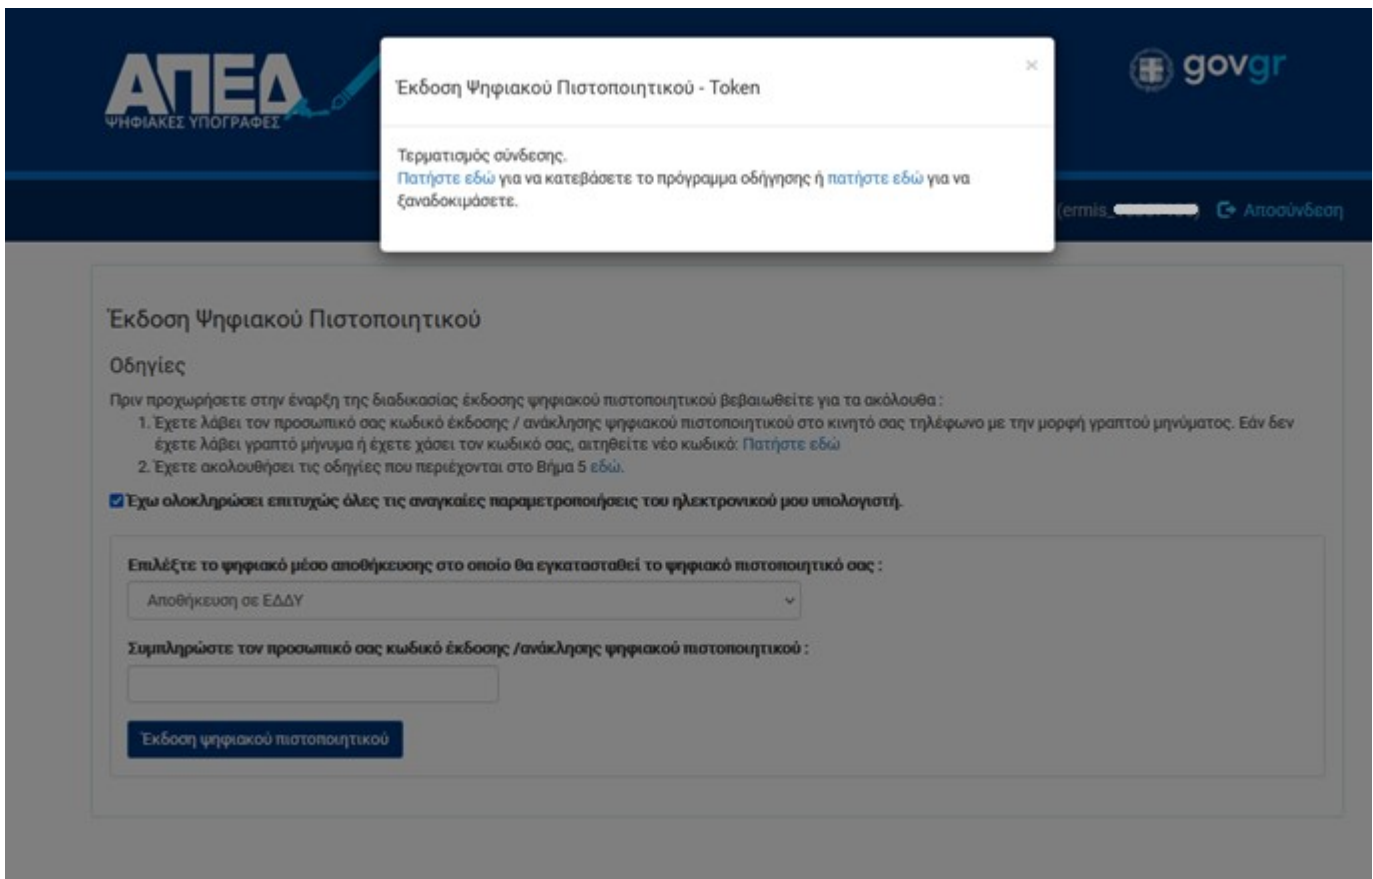 ΑΠΕΔ
ΨΗΦΙΑΚΕΣ ΥΠΟΓΡΑΦΕΣ
govgr
Έκδοση Ψηφιακού Πιστοποιητικού - Token
×
Τερματισμός σύνδεσης.
Πατήστε εδώ για να κατεβάσετε το πρόγραμμα οδήγησης ή πατήστε εδώ για να
ξαναδοκιμάσετε.
(ermis_ ) Αποσύνδεση
Έκδοση Ψηφιακού Πιστοποιητικού
Οδηγίες
Πριν προχωρήσετε στην έναρξη της διαδικασίας έκδοσης ψηφιακού πιστοποιητικού βεβαιωθείτε για τα ακόλουθα :
1. Έχετε λάβει τον προσωπικό σας κωδικό έκδοσης / ανάκλησης ψηφιακού πιστοποιητικού στο κινητό σας τηλέφωνο με την μορφή γραπτού μηνύματος. Εάν δεν
έχετε λάβει γραπτό μήνυμα ή έχετε χάσει τον κωδικό σας, αιτηθείτε νέο κωδικό: Πατήστε εδώ
2. Έχετε ακολουθήσει τις οδηγίες που περιέχονται στο Βήμα 5 εδώ.
Έχω ολοκληρώσει επιτυχώς όλες τις αναγκαίες παραμετροποιήσεις του ηλεκτρονικού μου υπολογιστή.
Επιλέξτε το ψηφιακό μέσο αποθήκευσης στο οποίο θα εγκατασταθεί το ψηφιακό πιστοποιητικό σας :
Αποθήκευση σε ΕΔΔΥ
Συμπληρώστε τον προσωπικό σας κωδικό έκδοσης /ανάκλησης ψηφιακού πιστοποιητικού :
Έκδοση ψηφιακού πιστοποιητικού